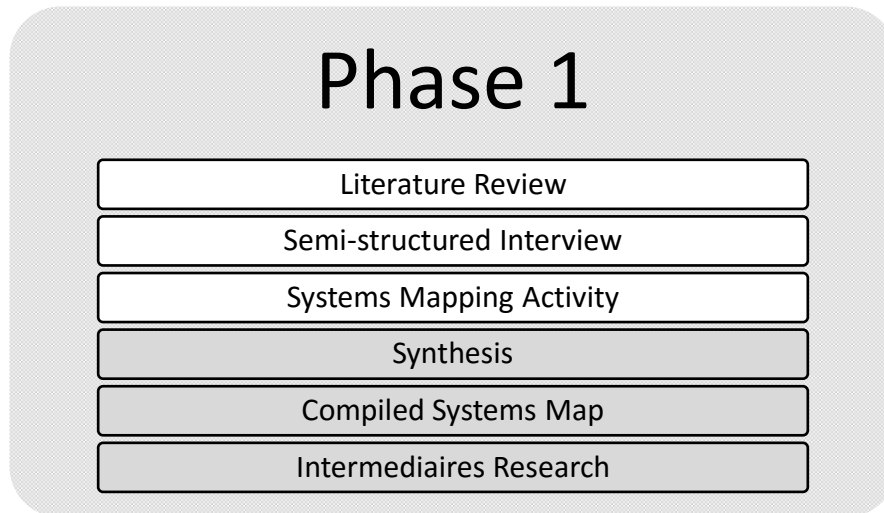 Phase 1
Literature Review
Semi-structured Interview
Systems Mapping Activity
Synthesis
Compiled Systems Map
Intermediaires Research